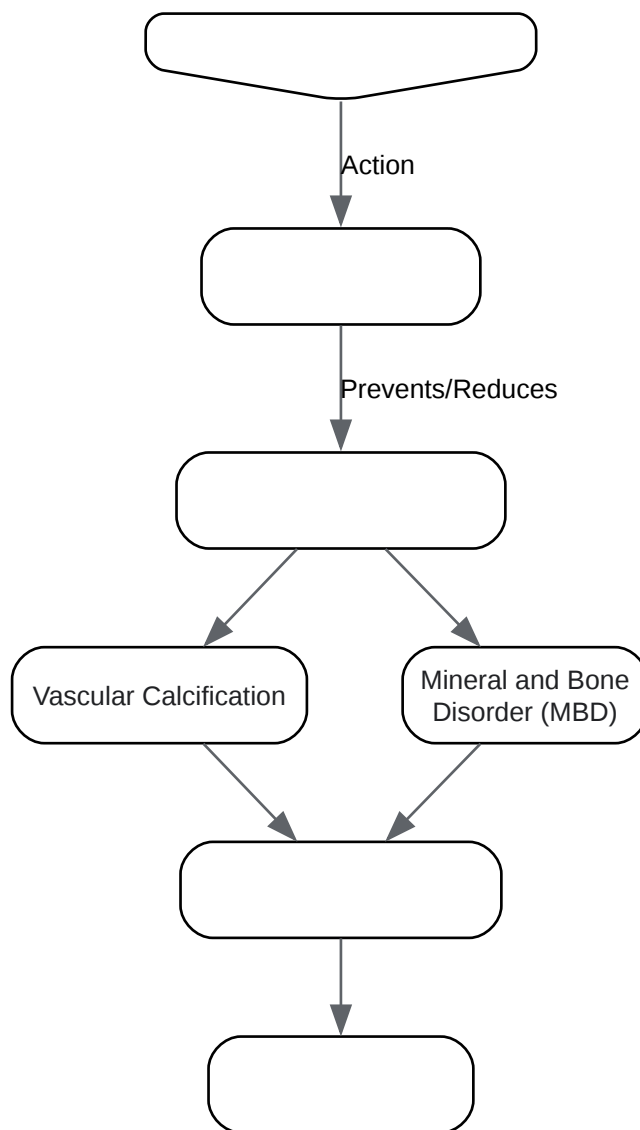 Action
Prevents/Reduces
Vascular Calcification
Mineral and Bone
Disorder (MBD)